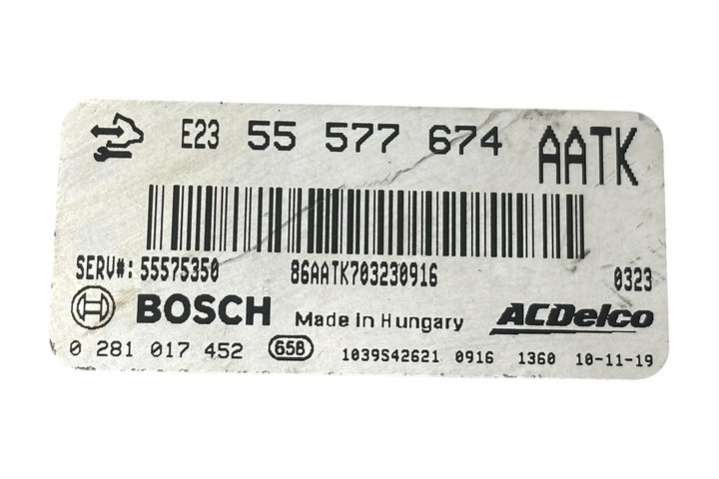 E23 55 577 674 AATK
SERV#: 55575350 86AATK703230916 0323
BOSCH Made in Hungary ACDelco
0 281 017 452 658 1039S42621 0916 1360 10-11-19